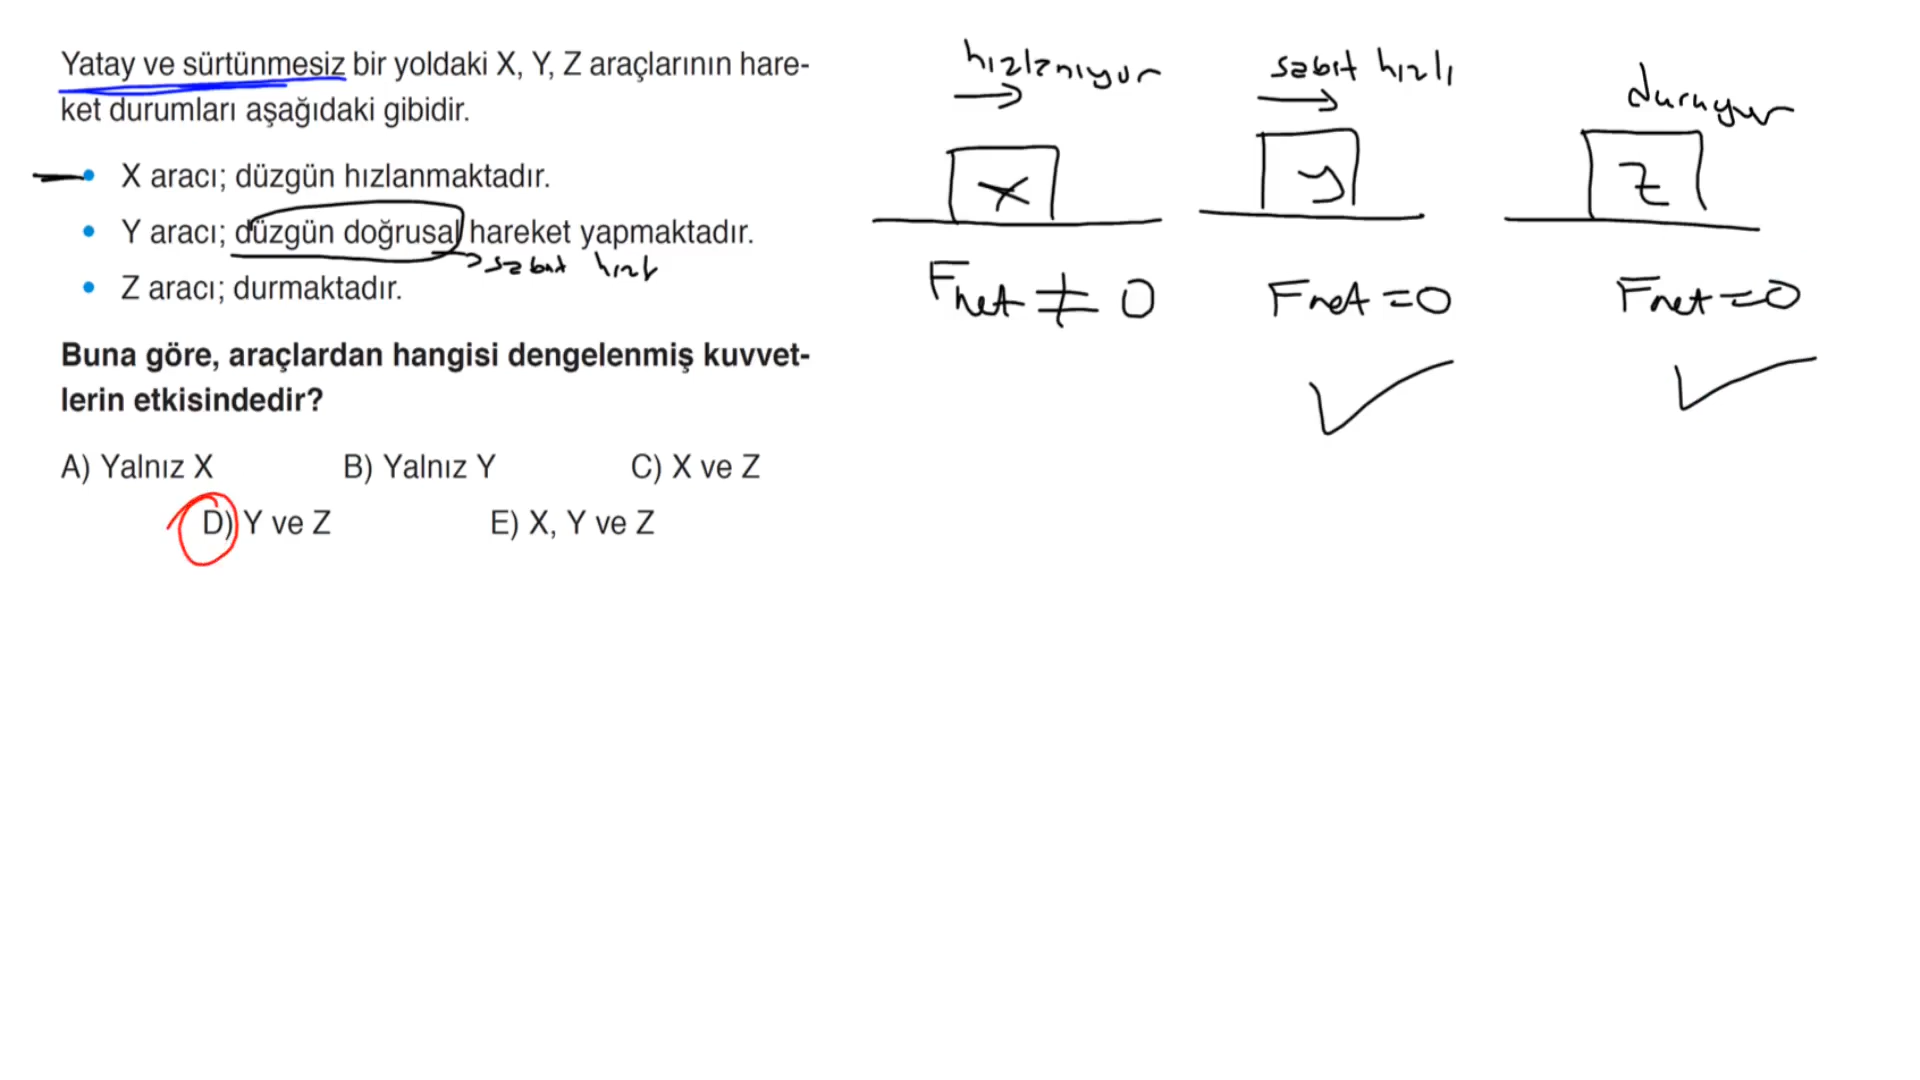 Yatay ve sürtünmesiz bir yoldaki X, Y, Z araçlarının hare-
ket durumları aşağıdaki gibidir.
• X aracı; düzgün hızlanmaktadır.
• Y aracı; düzgün doğrusal hareket yapmaktadır.
→ sabit hızlı
• Z aracı; durmaktadır.
Buna göre, araçlardan hangisi dengelenmiş kuvvet-
lerin etkisindedir?
A) Yalnız X B) Yalnız Y C) X ve Z
D) Y ve Z E) X, Y ve Z
hızlanıyor
X
Fnet ≠ 0
sabit hızlı
y
Fnet = 0
duruyor
Z
Fnet = 0